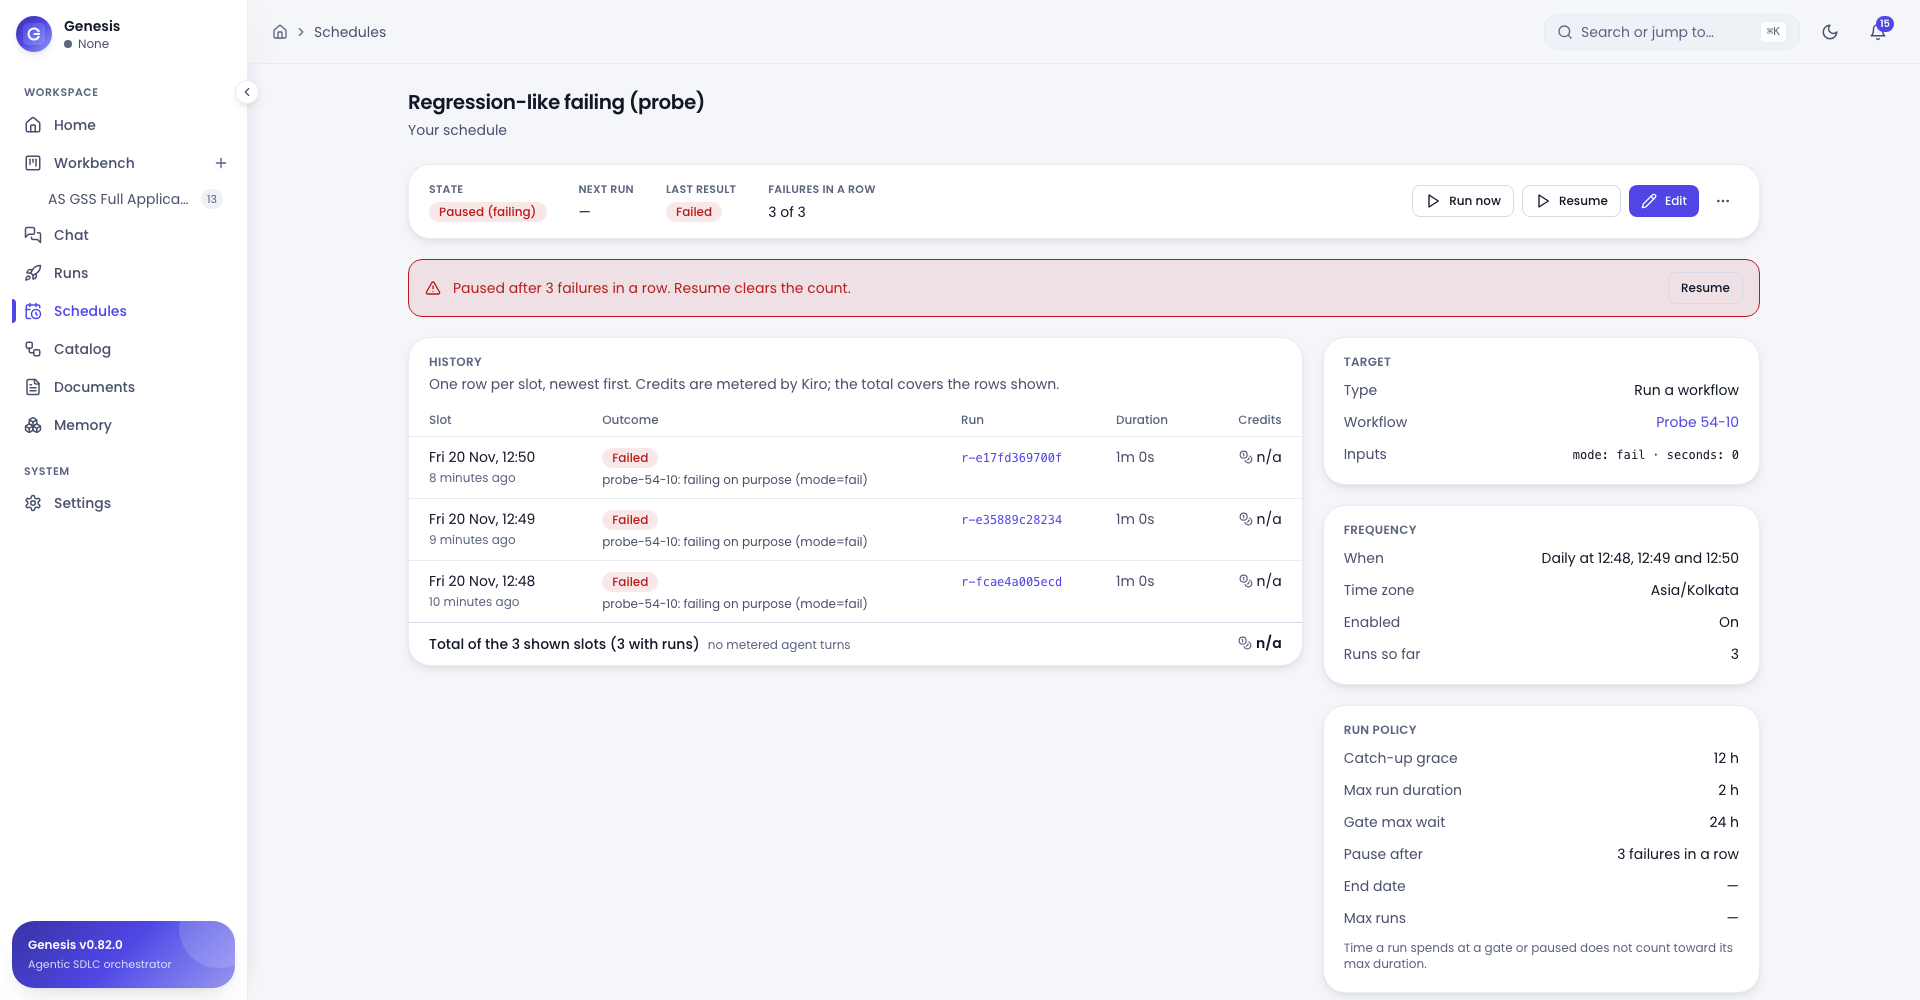 Genesis
None
WORKSPACE
Home
Workbench
AS GSS Full Applica... 13
Chat
Runs
Schedules
Catalog
Documents
Memory
SYSTEM
Settings
Genesis v0.82.0
Agentic SDLC orchestrator
Schedules
Search or jump to... ⌘K
15
Regression-like failing (probe)
Your schedule
STATE NEXT RUN LAST RESULT FAILURES IN A ROW
Paused (failing) — Failed 3 of 3
Run now Resume Edit ...
Paused after 3 failures in a row. Resume clears the count. Resume
HISTORY
One row per slot, newest first. Credits are metered by Kiro; the total covers the rows shown.
Slot Outcome Run Duration Credits
Fri 20 Nov, 12:50 Failed r-e17fd369700f 1m 0s n/a
8 minutes ago probe-54-10: failing on purpose (mode=fail)
Fri 20 Nov, 12:49 Failed r-e35889c28234 1m 0s n/a
9 minutes ago probe-54-10: failing on purpose (mode=fail)
Fri 20 Nov, 12:48 Failed r-fcae4a005ecd 1m 0s n/a
10 minutes ago probe-54-10: failing on purpose (mode=fail)
Total of the 3 shown slots (3 with runs) no metered agent turns n/a
TARGET
Type Run a workflow
Workflow Probe 54-10
Inputs mode: fail · seconds: 0
FREQUENCY
When Daily at 12:48, 12:49 and 12:50
Time zone Asia/Kolkata
Enabled On
Runs so far 3
RUN POLICY
Catch-up grace 12 h
Max run duration 2 h
Gate max wait 24 h
Pause after 3 failures in a row
End date —
Max runs —
Time a run spends at a gate or paused does not count toward its
max duration.